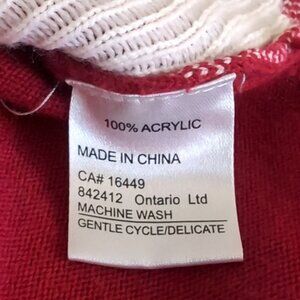 100% ACRYLIC
MADE IN CHINA
CA# 16449
842412 Ontario Ltd
MACHINE WASH
GENTLE CYCLE/DELICATE